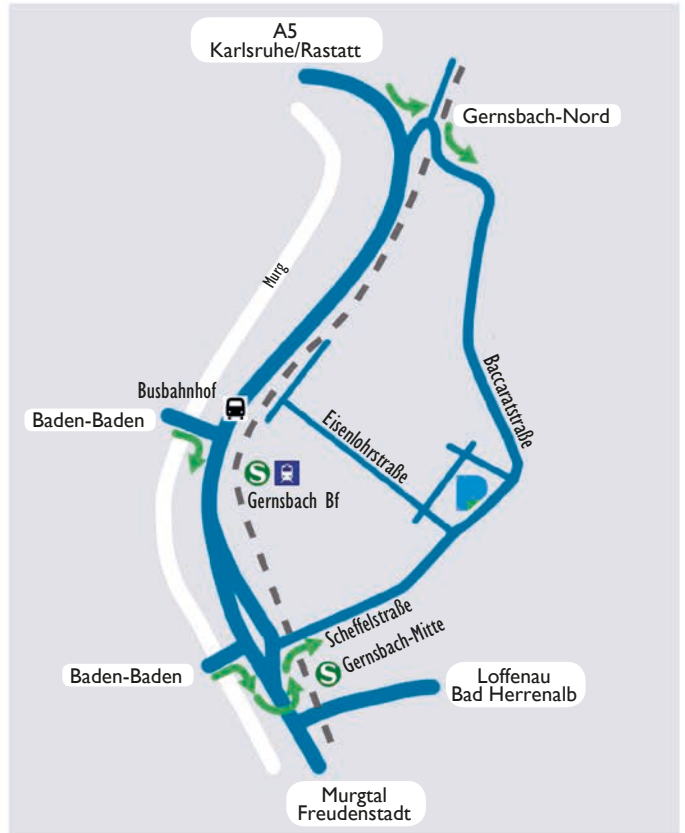 A5
Karlsruhe/Rastatt
Gernsbach-Nord
Murg
Busbahnhof
Baden-Baden
Baccaratstraße
Eisenlohrstraße
S
Gernsbach Bf
Scheffelstraße
S Gernsbach-Mitte
Baden-Baden
Loffenau
Bad Herrenalb
Murgtal
Freudenstadt